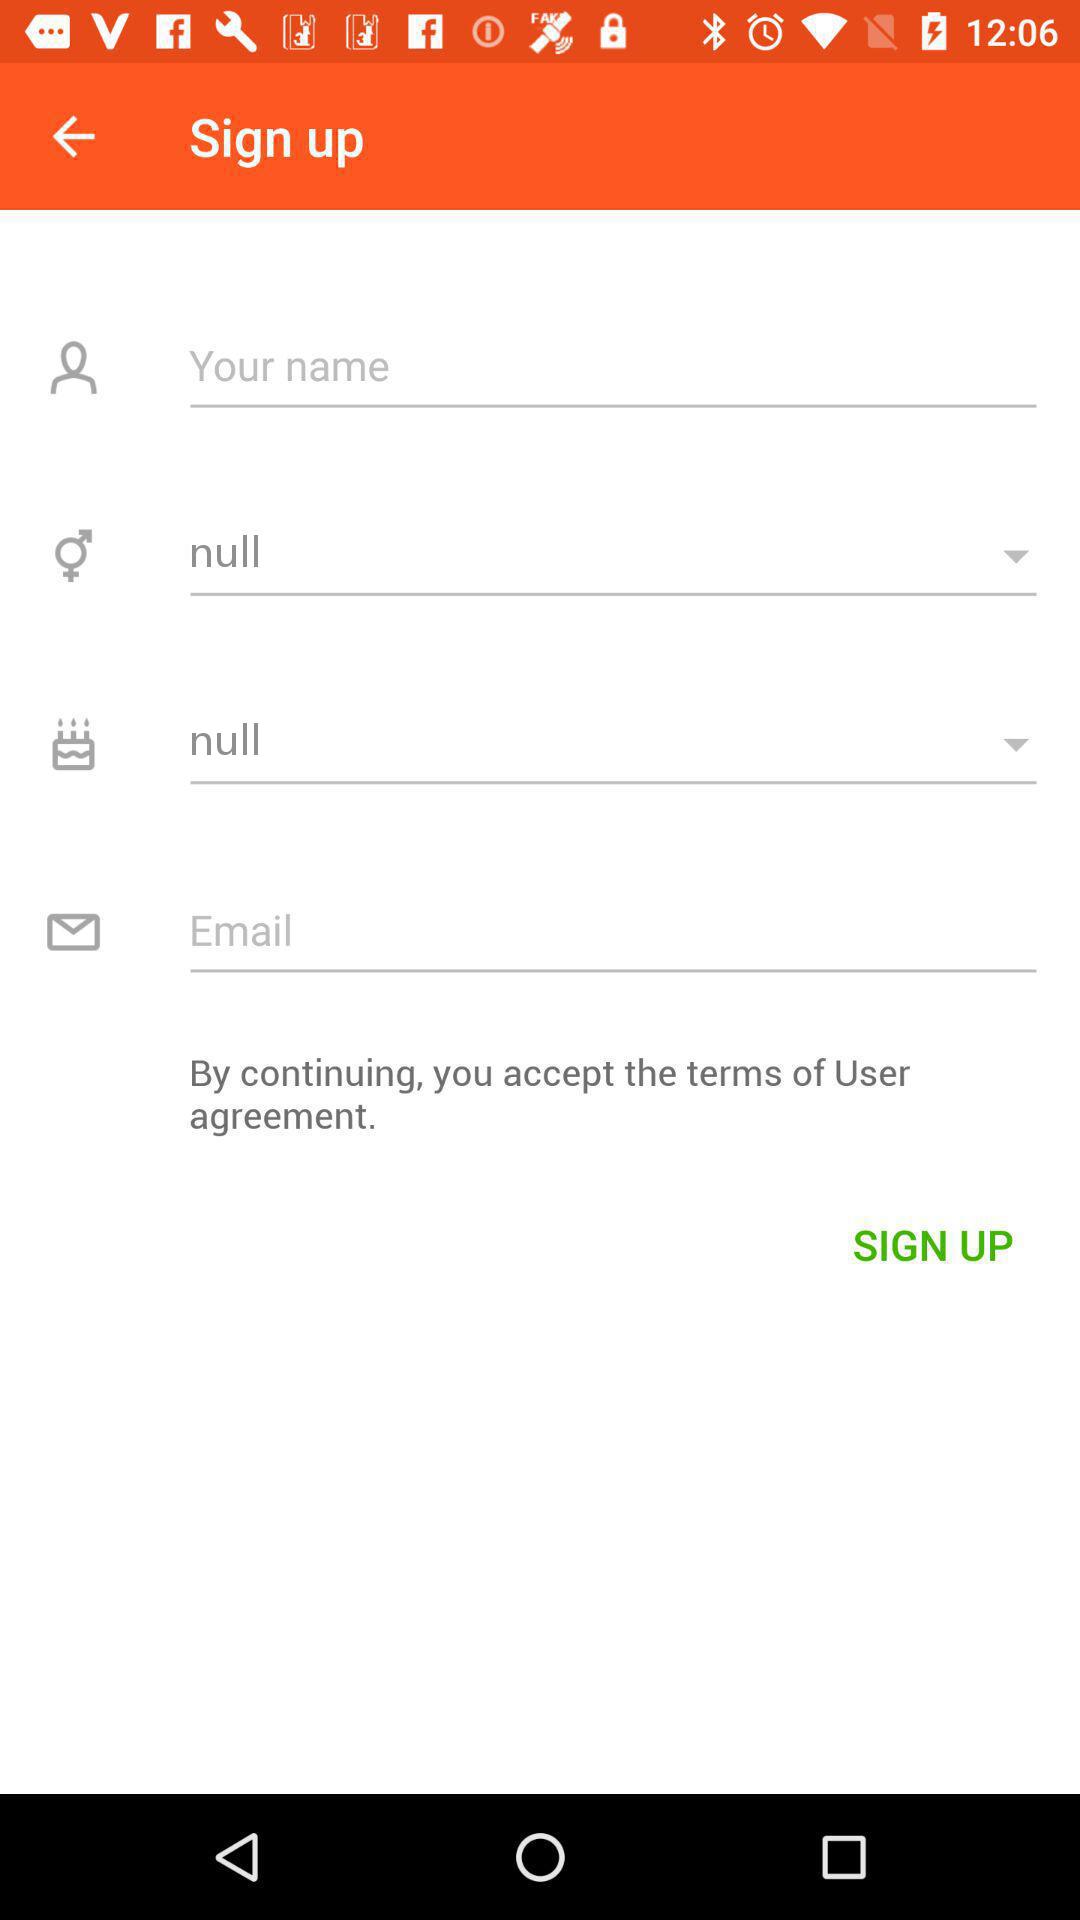 FAKE 12:06
Sign up
Your name
null
null
Email
By continuing, you accept the terms of User
agreement.
SIGN UP